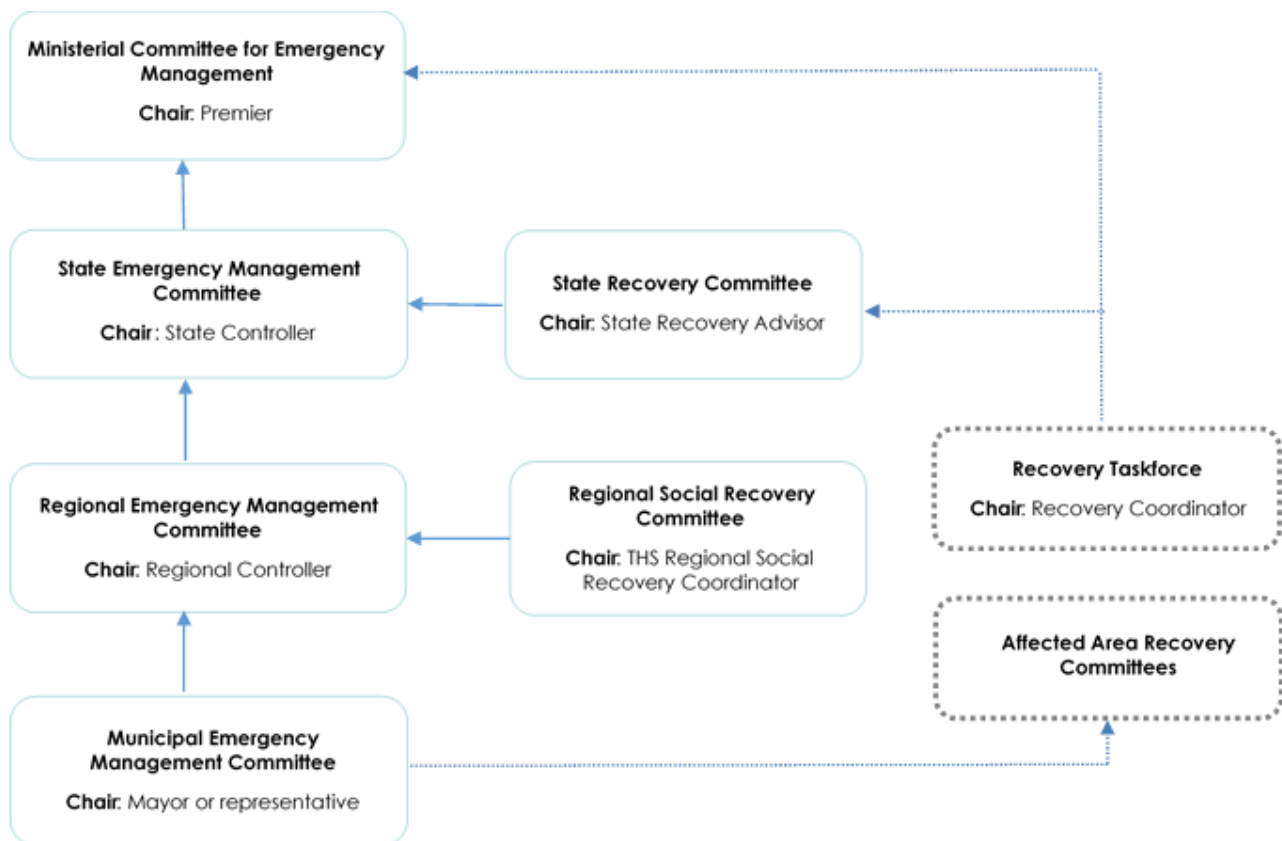 Ministerial Committee for Emergency
Management
Chair: Premier
State Emergency Management
Committee
Chair : State Controller
State Recovery Committee
Chair: State Recovery Advisor
Recovery Taskforce
Chair: Recovery Coordinator
Regional Emergency Management
Committee
Chair: Regional Controller
Regional Social Recovery
Committee
Chair: THS Regional Social
Recovery Coordinator
Affected Area Recovery
Committees
Municipal Emergency
Management Committee
Chair: Mayor or representative